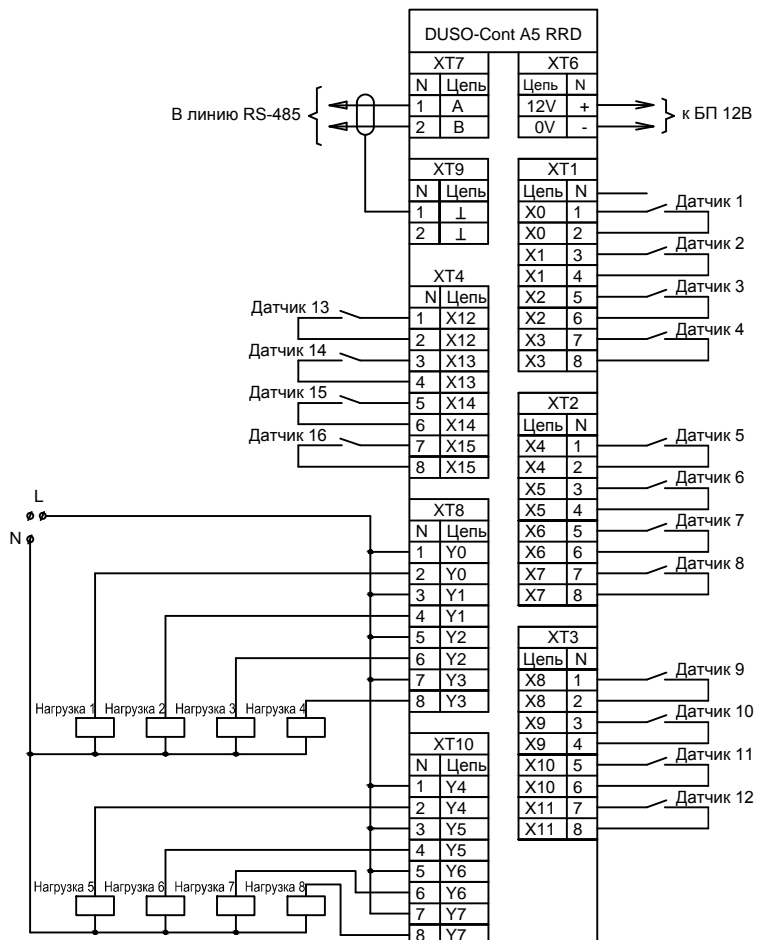 DUSO-Cont A5 RRD
XT7
N Цепь
1 A
2 B
В линию RS-485
XT6
Цепь N
12V +
0V -
к БП 12В
XT9
N Цепь
1 ⊥
2 ⊥
XT1
Цепь N
X0 1
X0 2
X1 3
X1 4
X2 5
X2 6
X3 7
X3 8
Датчик 1
Датчик 2
Датчик 3
Датчик 4
XT4
N Цепь
1 X12
2 X12
3 X13
4 X13
5 X14
6 X14
7 X15
8 X15
Датчик 13
Датчик 14
Датчик 15
Датчик 16
XT2
Цепь N
X4 1
X4 2
X5 3
X5 4
X6 5
X6 6
X7 7
X7 8
Датчик 5
Датчик 6
Датчик 7
Датчик 8
L
N
XT8
N Цепь
1 Y0
2 Y0
3 Y1
4 Y1
5 Y2
6 Y2
7 Y3
8 Y3
Нагрузка 1 Нагрузка 2 Нагрузка 3 Нагрузка 4
XT3
Цепь N
X8 1
X8 2
X9 3
X9 4
X10 5
X10 6
X11 7
X11 8
Датчик 9
Датчик 10
Датчик 11
Датчик 12
XT10
N Цепь
1 Y4
2 Y4
3 Y5
4 Y5
5 Y6
6 Y6
7 Y7
8 Y7
Нагрузка 5 Нагрузка 6 Нагрузка 7 Нагрузка 8